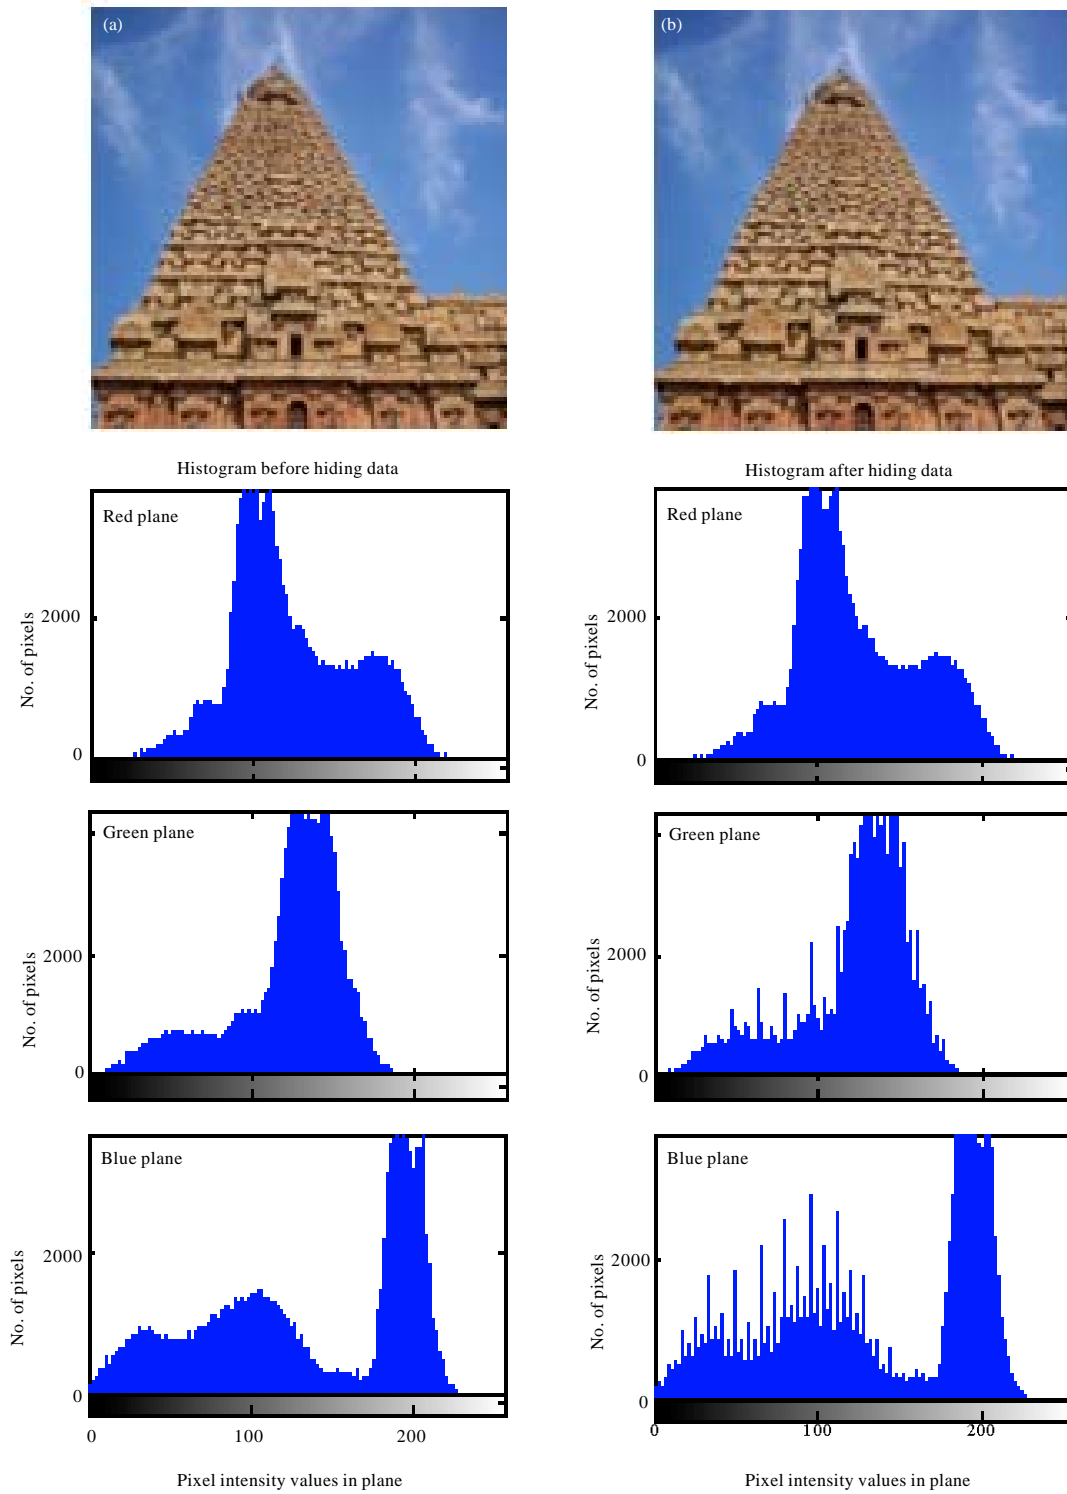 (a)
(b)
Histogram before hiding data
Histogram after hiding data
Red plane
No. of pixels
2000
0
Red plane
No. of pixels
2000
0
Green plane
No. of pixels
2000
0
Green plane
No. of pixels
2000
0
Blue plane
No. of pixels
2000
0
0 100 200
Pixel intensity values in plane
Blue plane
No. of pixels
2000
0
0 100 200
Pixel intensity values in plane